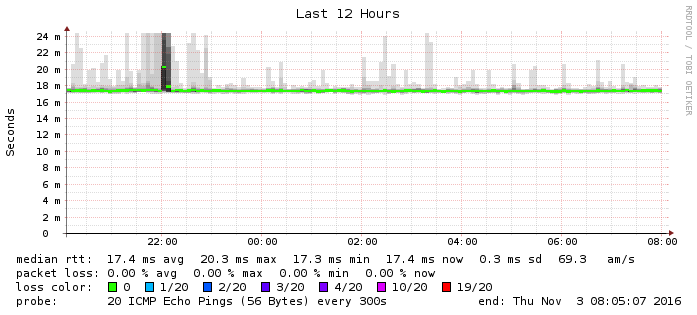 Last 12 Hours
RRDTOOL / TOBI OETIKER
Seconds
24 m
22 m
20 m
18 m
16 m
14 m
12 m
10 m
8 m
6 m
4 m
2 m
0
22:00 00:00 02:00 04:00 06:00 08:00
median rtt: 17.4 ms avg 20.3 ms max 17.3 ms min 17.4 ms now 0.3 ms sd 69.3 am/s
packet loss: 0.00 % avg 0.00 % max 0.00 % min 0.00 % now
loss color: 0 1/20 2/20 3/20 4/20 10/20 19/20
probe: 20 ICMP Echo Pings (56 Bytes) every 300s end: Thu Nov 3 08:05:07 2016